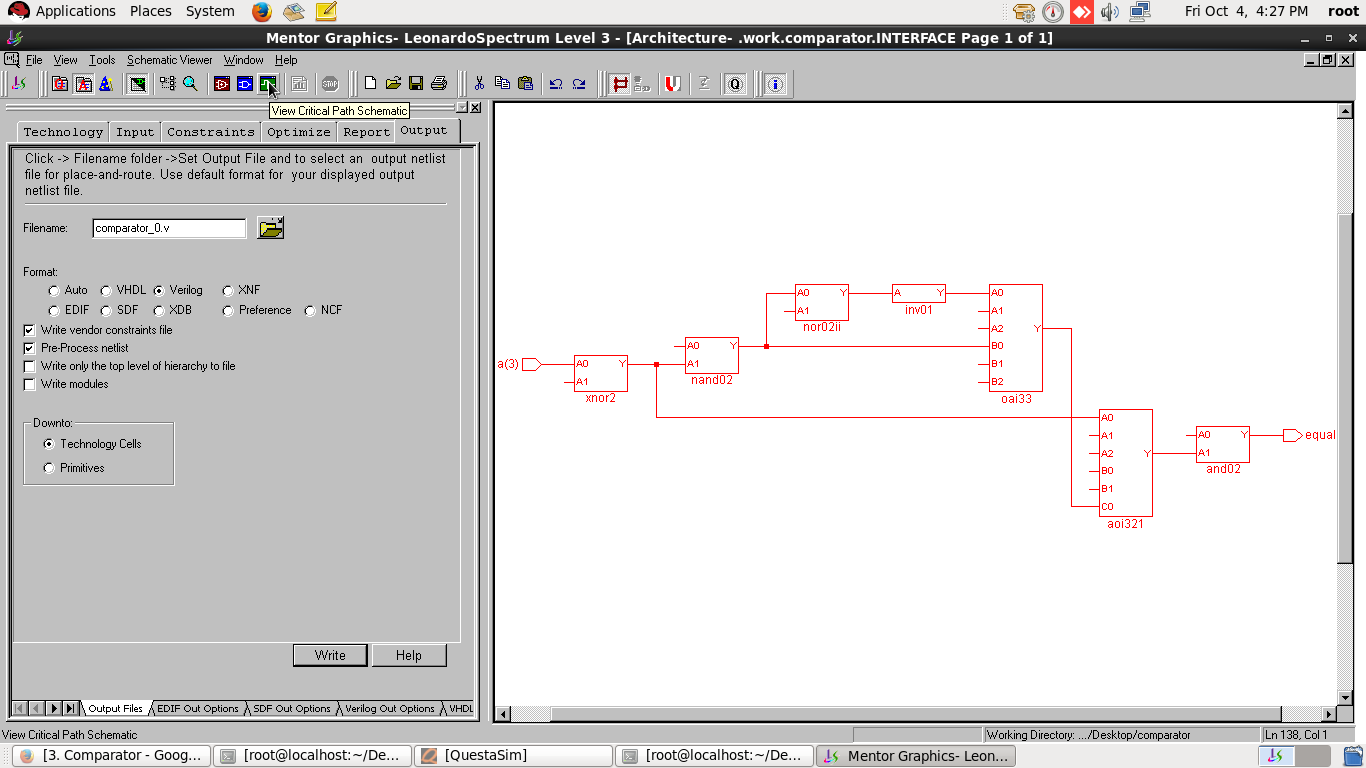 Applications Places System Fri Oct 4, 4:27 PM root
Mentor Graphics- LeonardoSpectrum Level 3 - [Architecture- .work.comparator.INTERFACE Page 1 of 1]
File View Tools Schematic Viewer Window Help
STOP Q
View Critical Path Schematic
Technology Input Constraints Optimize Report Output
Click -> Filename folder ->Set Output File and to select an output netlist
file for place-and-route. Use default format for your displayed output
netlist file.
Filename: comparator_0.v
Format:
Auto VHDL Verilog XNF
EDIF SDF XDB Preference NCF
Write vendor constraints file
Pre-Process netlist
Write only the top level of hierarchy to file
Write modules
Downto:
Technology Cells
Primitives
Write Help
Output Files EDIF Out Options SDF Out Options Verilog Out Options VHDL
A0 Y A Y A0
A1 A1
nor02ii inv01
A2 Y
A0 Y B0
a(3) A0 Y A1 B1
A1 nand02 B2
xnor2 oai33
A0
A1 A0 Y equal
A2 Y A1
B0 and02
B1
C0
aoi321
View Critical Path Schematic Working Directory: .../Desktop/comparator Ln 138, Col 1
[3. Comparator - Goog... [root@localhost:~/De... [QuestaSim] [root@localhost:~/De... Mentor Graphics- Leon...